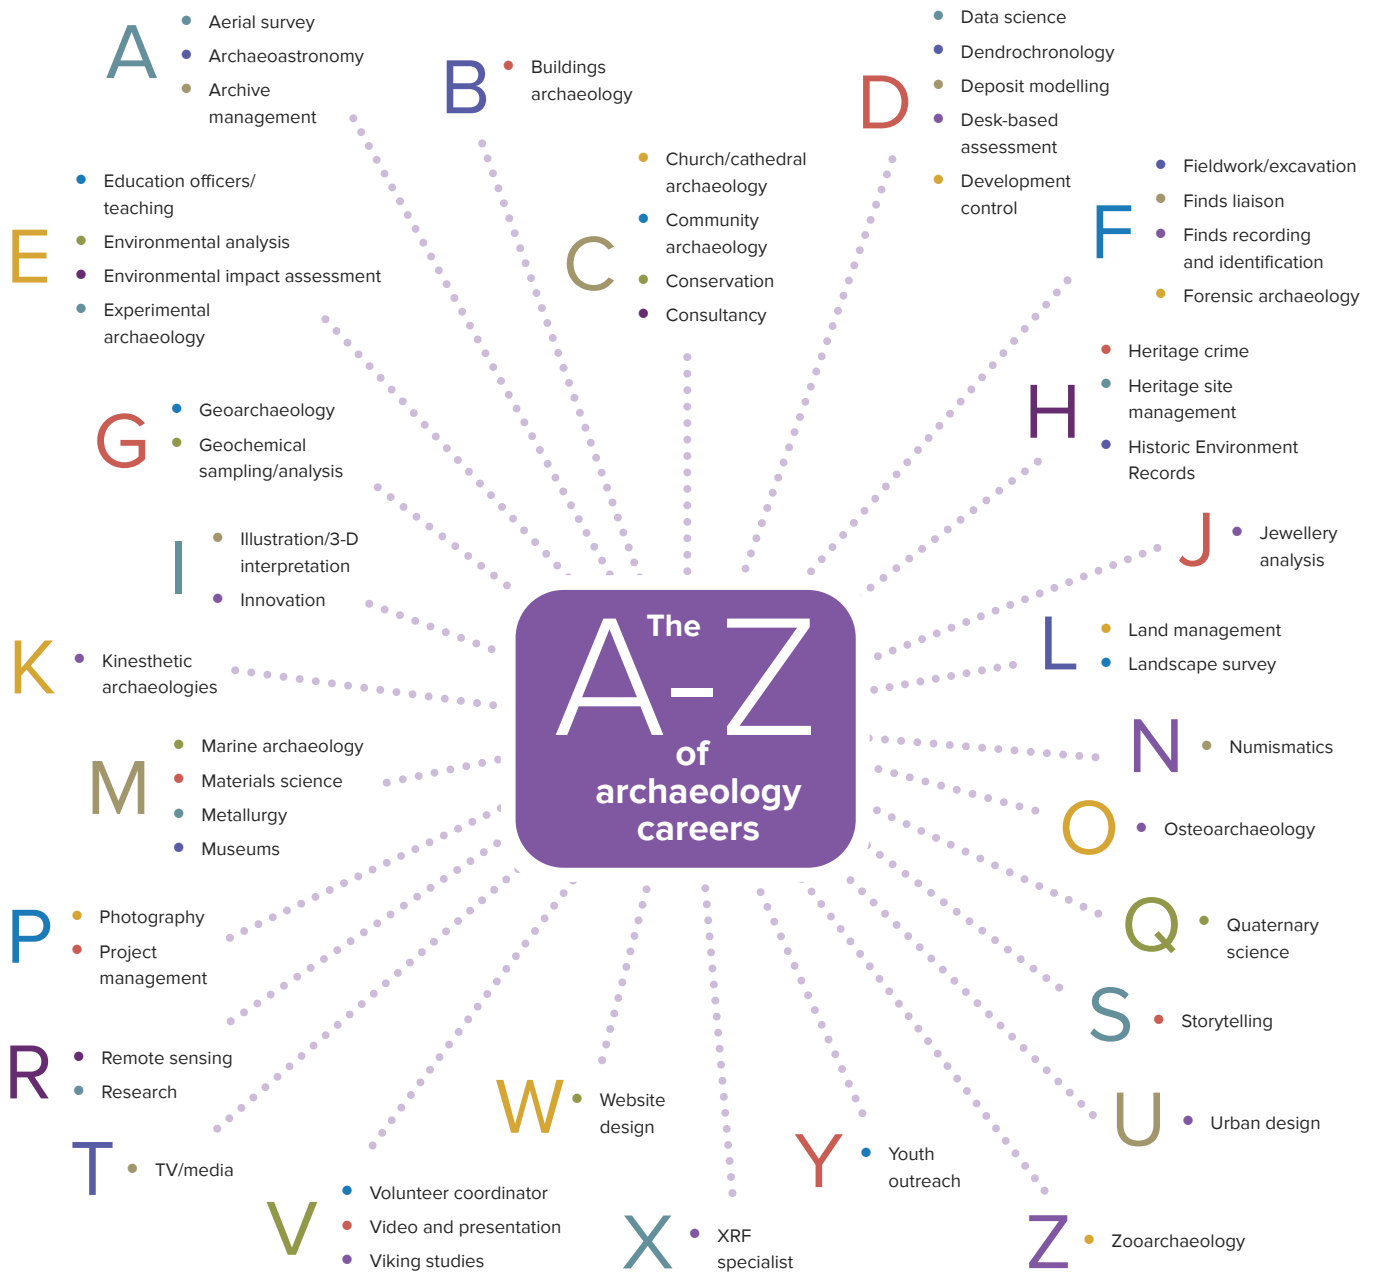 A
Aerial survey
Archaeoastronomy
Archive
management
B
Buildings
archaeology
C
Church/cathedral
archaeology
Community
archaeology
Conservation
Consultancy
D
Data science
Dendrochronology
Deposit modelling
Desk-based
assessment
Development
control
E
Education officers/
teaching
Environmental analysis
Environmental impact assessment
Experimental
archaeology
F
Fieldwork/excavation
Finds liaison
Finds recording
and identification
Forensic archaeology
G
Geoarchaeology
Geochemical
sampling/analysis
H
Heritage crime
Heritage site
management
Historic Environment
Records
I
Illustration/3-D
interpretation
Innovation
J
Jewellery
analysis
K
Kinesthetic
archaeologies
L
Land management
Landscape survey
The
A–Z
of
archaeology
careers
M
Marine archaeology
Materials science
Metallurgy
Museums
N
Numismatics
O
Osteoarchaeology
P
Photography
Project
management
Q
Quaternary
science
R
Remote sensing
Research
S
Storytelling
T
TV/media
U
Urban design
V
Volunteer coordinator
Video and presentation
Viking studies
W
Website
design
X
XRF
specialist
Y
Youth
outreach
Z
Zooarchaeology